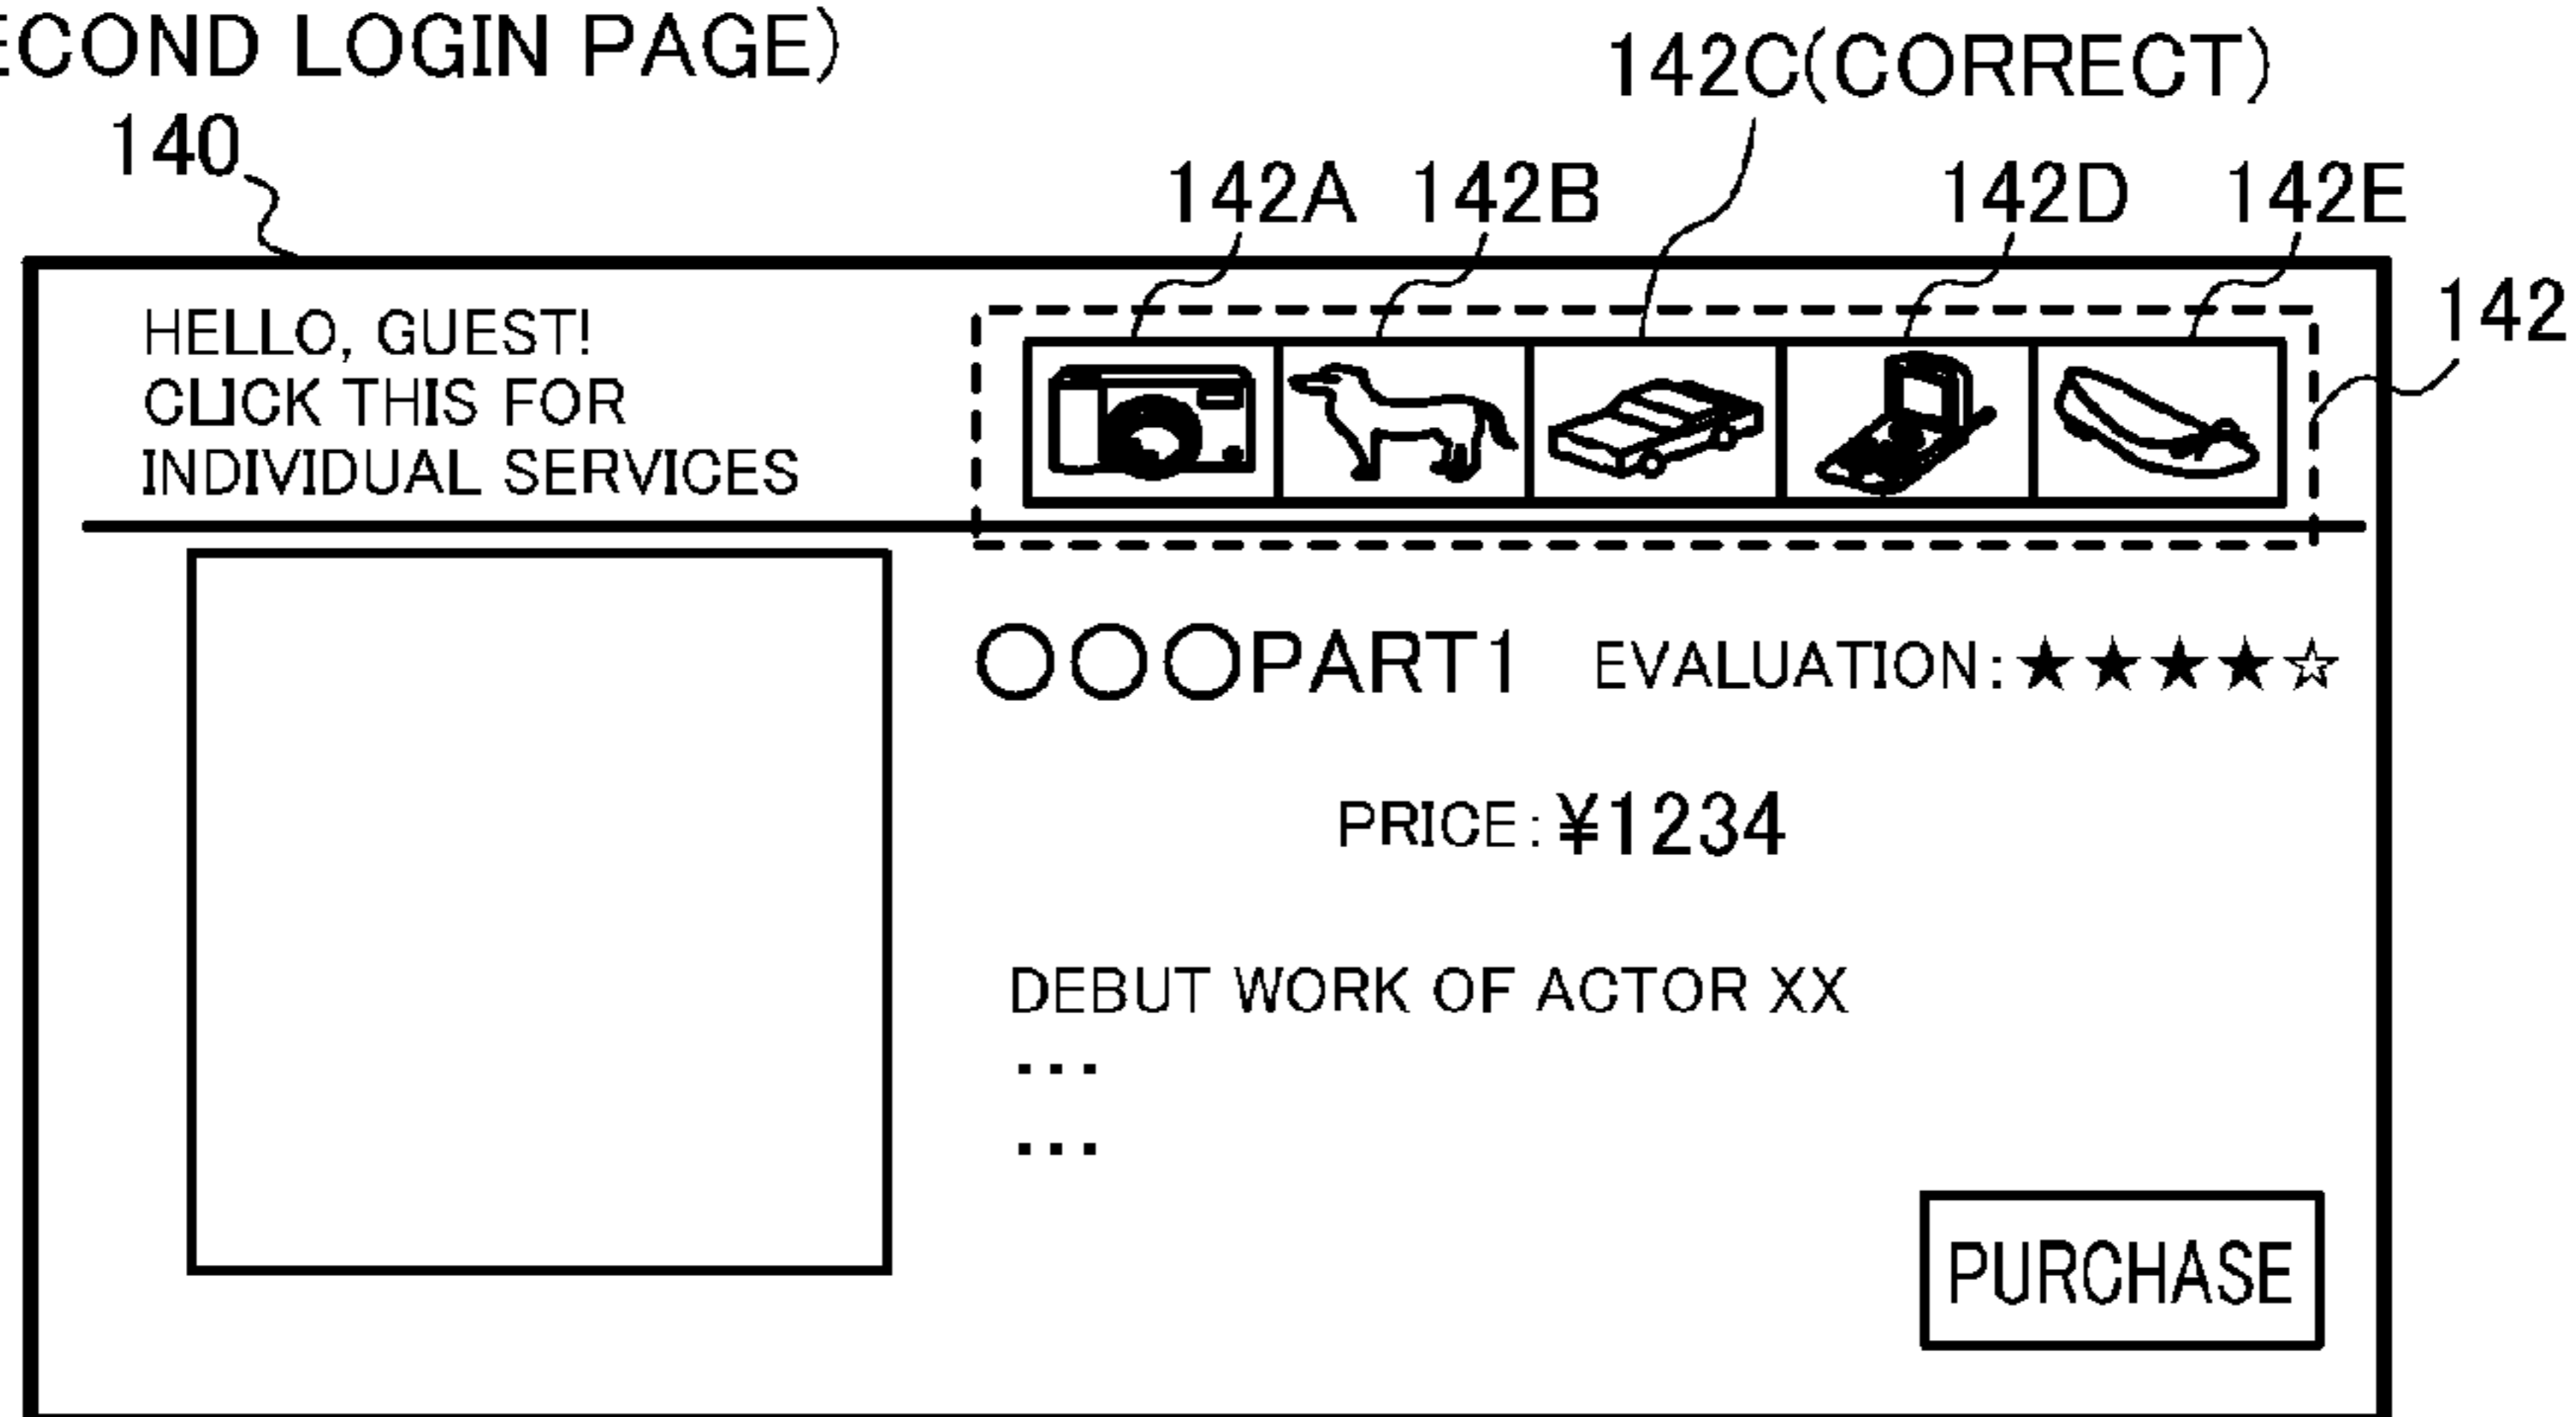 ECOND LOGIN PAGE)
142C(CORRECT)
140
142A 142B 142D 142E
142
HELLO, GUEST!
CLICK THIS FOR
INDIVIDUAL SERVICES
○○○PART1 EVALUATION:★★★★☆
PRICE:¥1234
DEBUT WORK OF ACTOR XX
...
...
PURCHASE